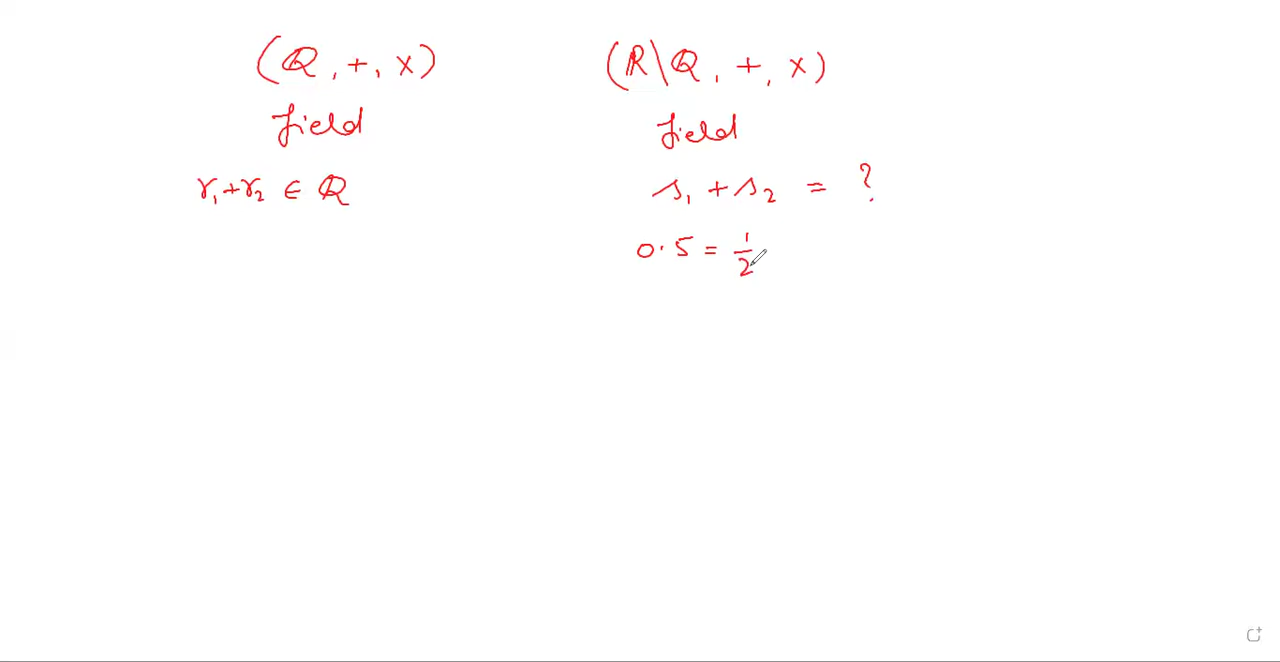 (ℚ, +, ×)
field
r₁+r₂ ∈ ℚ
(ℝ\ℚ, +, ×)
field
s₁ + s₂ = ?
0.5 = 1/2